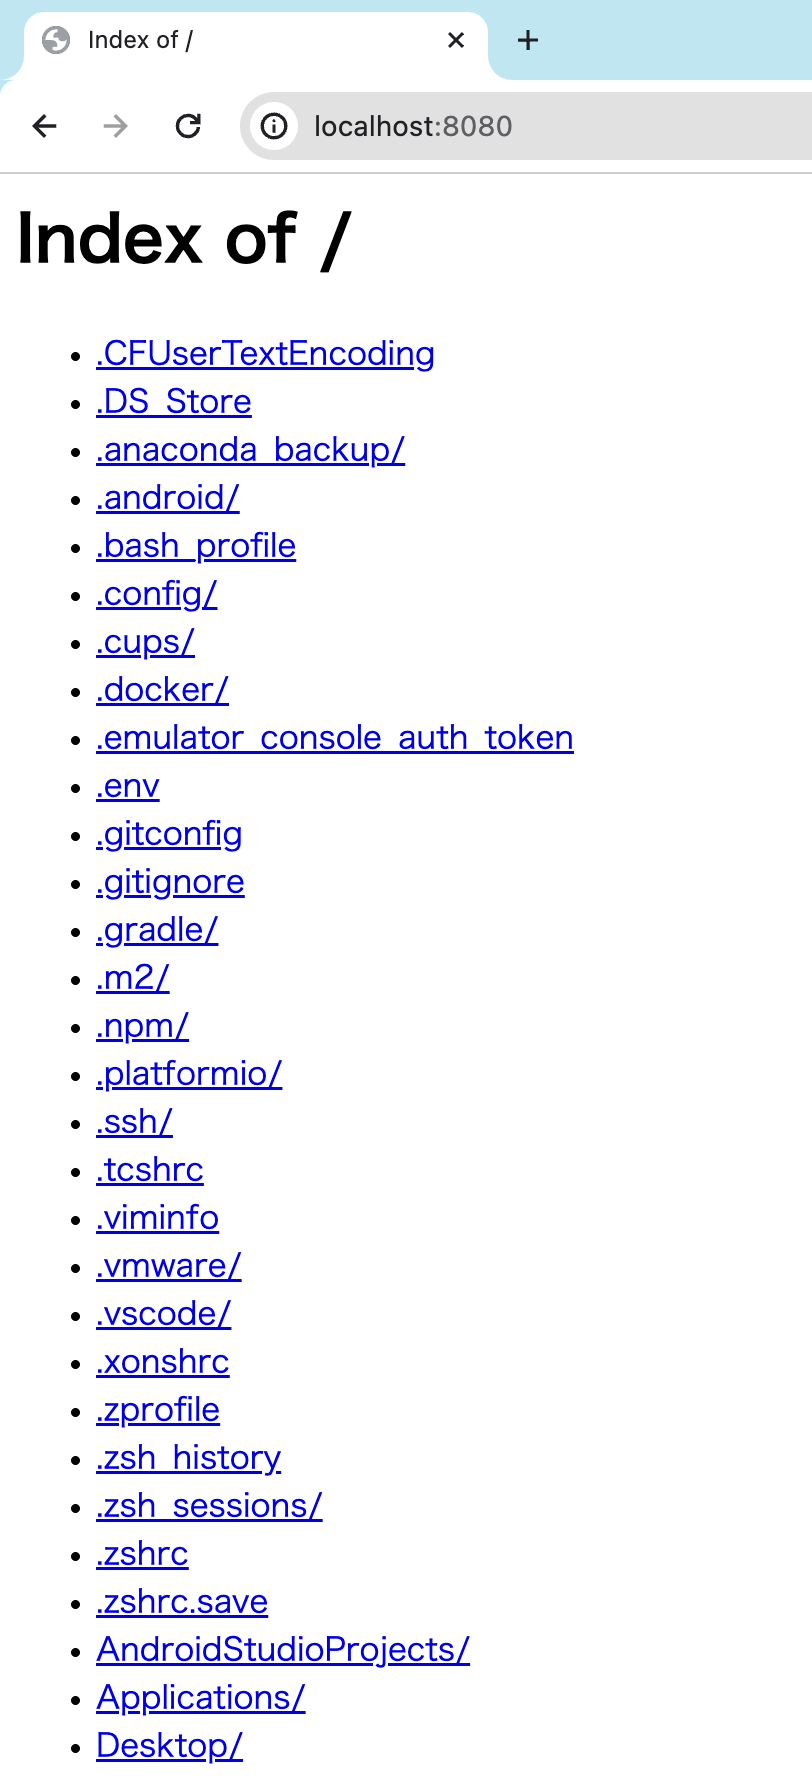 Index of /
localhost:8080
Index of /
.CFUserTextEncoding
.DS_Store
.anaconda_backup/
.android/
.bash_profile
.config/
.cups/
.docker/
.emulator_console_auth_token
.env
.gitconfig
.gitignore
.gradle/
.m2/
.npm/
.platformio/
.ssh/
.tcshrc
.viminfo
.vmware/
.vscode/
.xonshrc
.zprofile
.zsh_history
.zsh_sessions/
.zshrc
.zshrc.save
AndroidStudioProjects/
Applications/
Desktop/